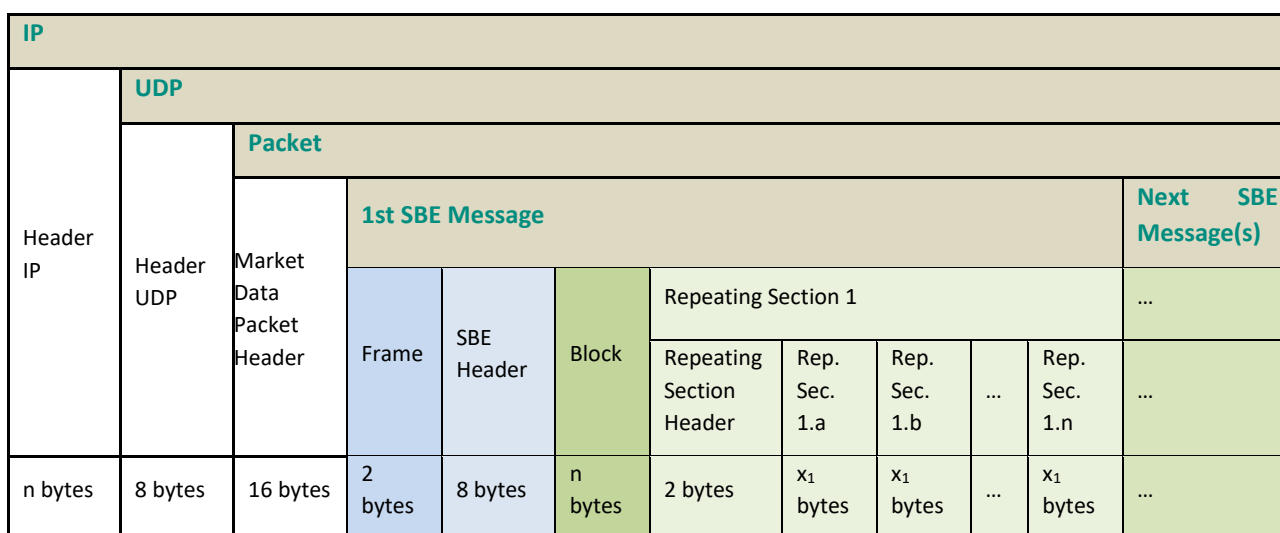 IP
UDP
Packet
Header
IP
Header
UDP
Market
Data
Packet
Header
1st SBE Message
Next SBE
Message(s)
Frame
SBE
Header
Block
Repeating Section 1
…
Repeating
Section
Header
Rep.
Sec.
1.a
Rep.
Sec.
1.b
…
Rep.
Sec.
1.n
…
n bytes
8 bytes
16 bytes
2
bytes
8 bytes
n
bytes
2 bytes
x₁
bytes
x₁
bytes
…
x₁
bytes
…